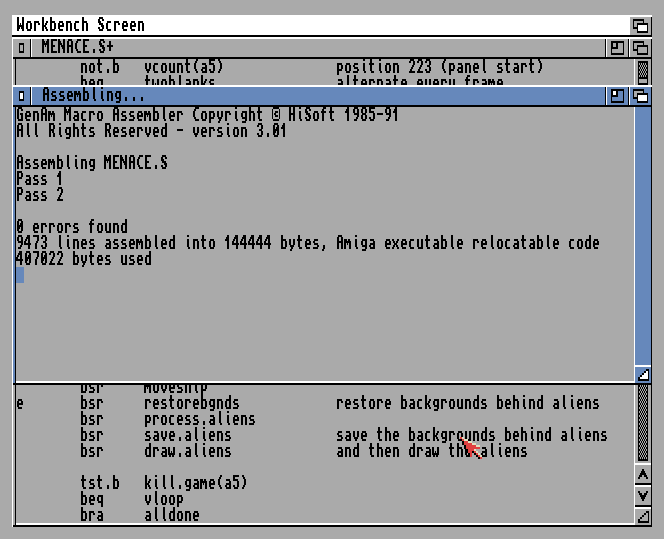 Workbench Screen
MENACE.S+
not.b vcount(a5) position 223 (panel start)
beq twoblanks alternate every frame
Assembling...
GenAm Macro Assembler Copyright © HiSoft 1985-91
All Rights Reserved - version 3.01
Assembling MENACE.S
Pass 1
Pass 2
0 errors found
9473 lines assembled into 144444 bytes, Amiga executable relocatable code
407022 bytes used
bsr moveship
e bsr restorebgnds restore backgrounds behind aliens
bsr process.aliens
bsr save.aliens save the backgrounds behind aliens
bsr draw.aliens and then draw the aliens
tst.b kill.game(a5)
beq vloop
bra alldone